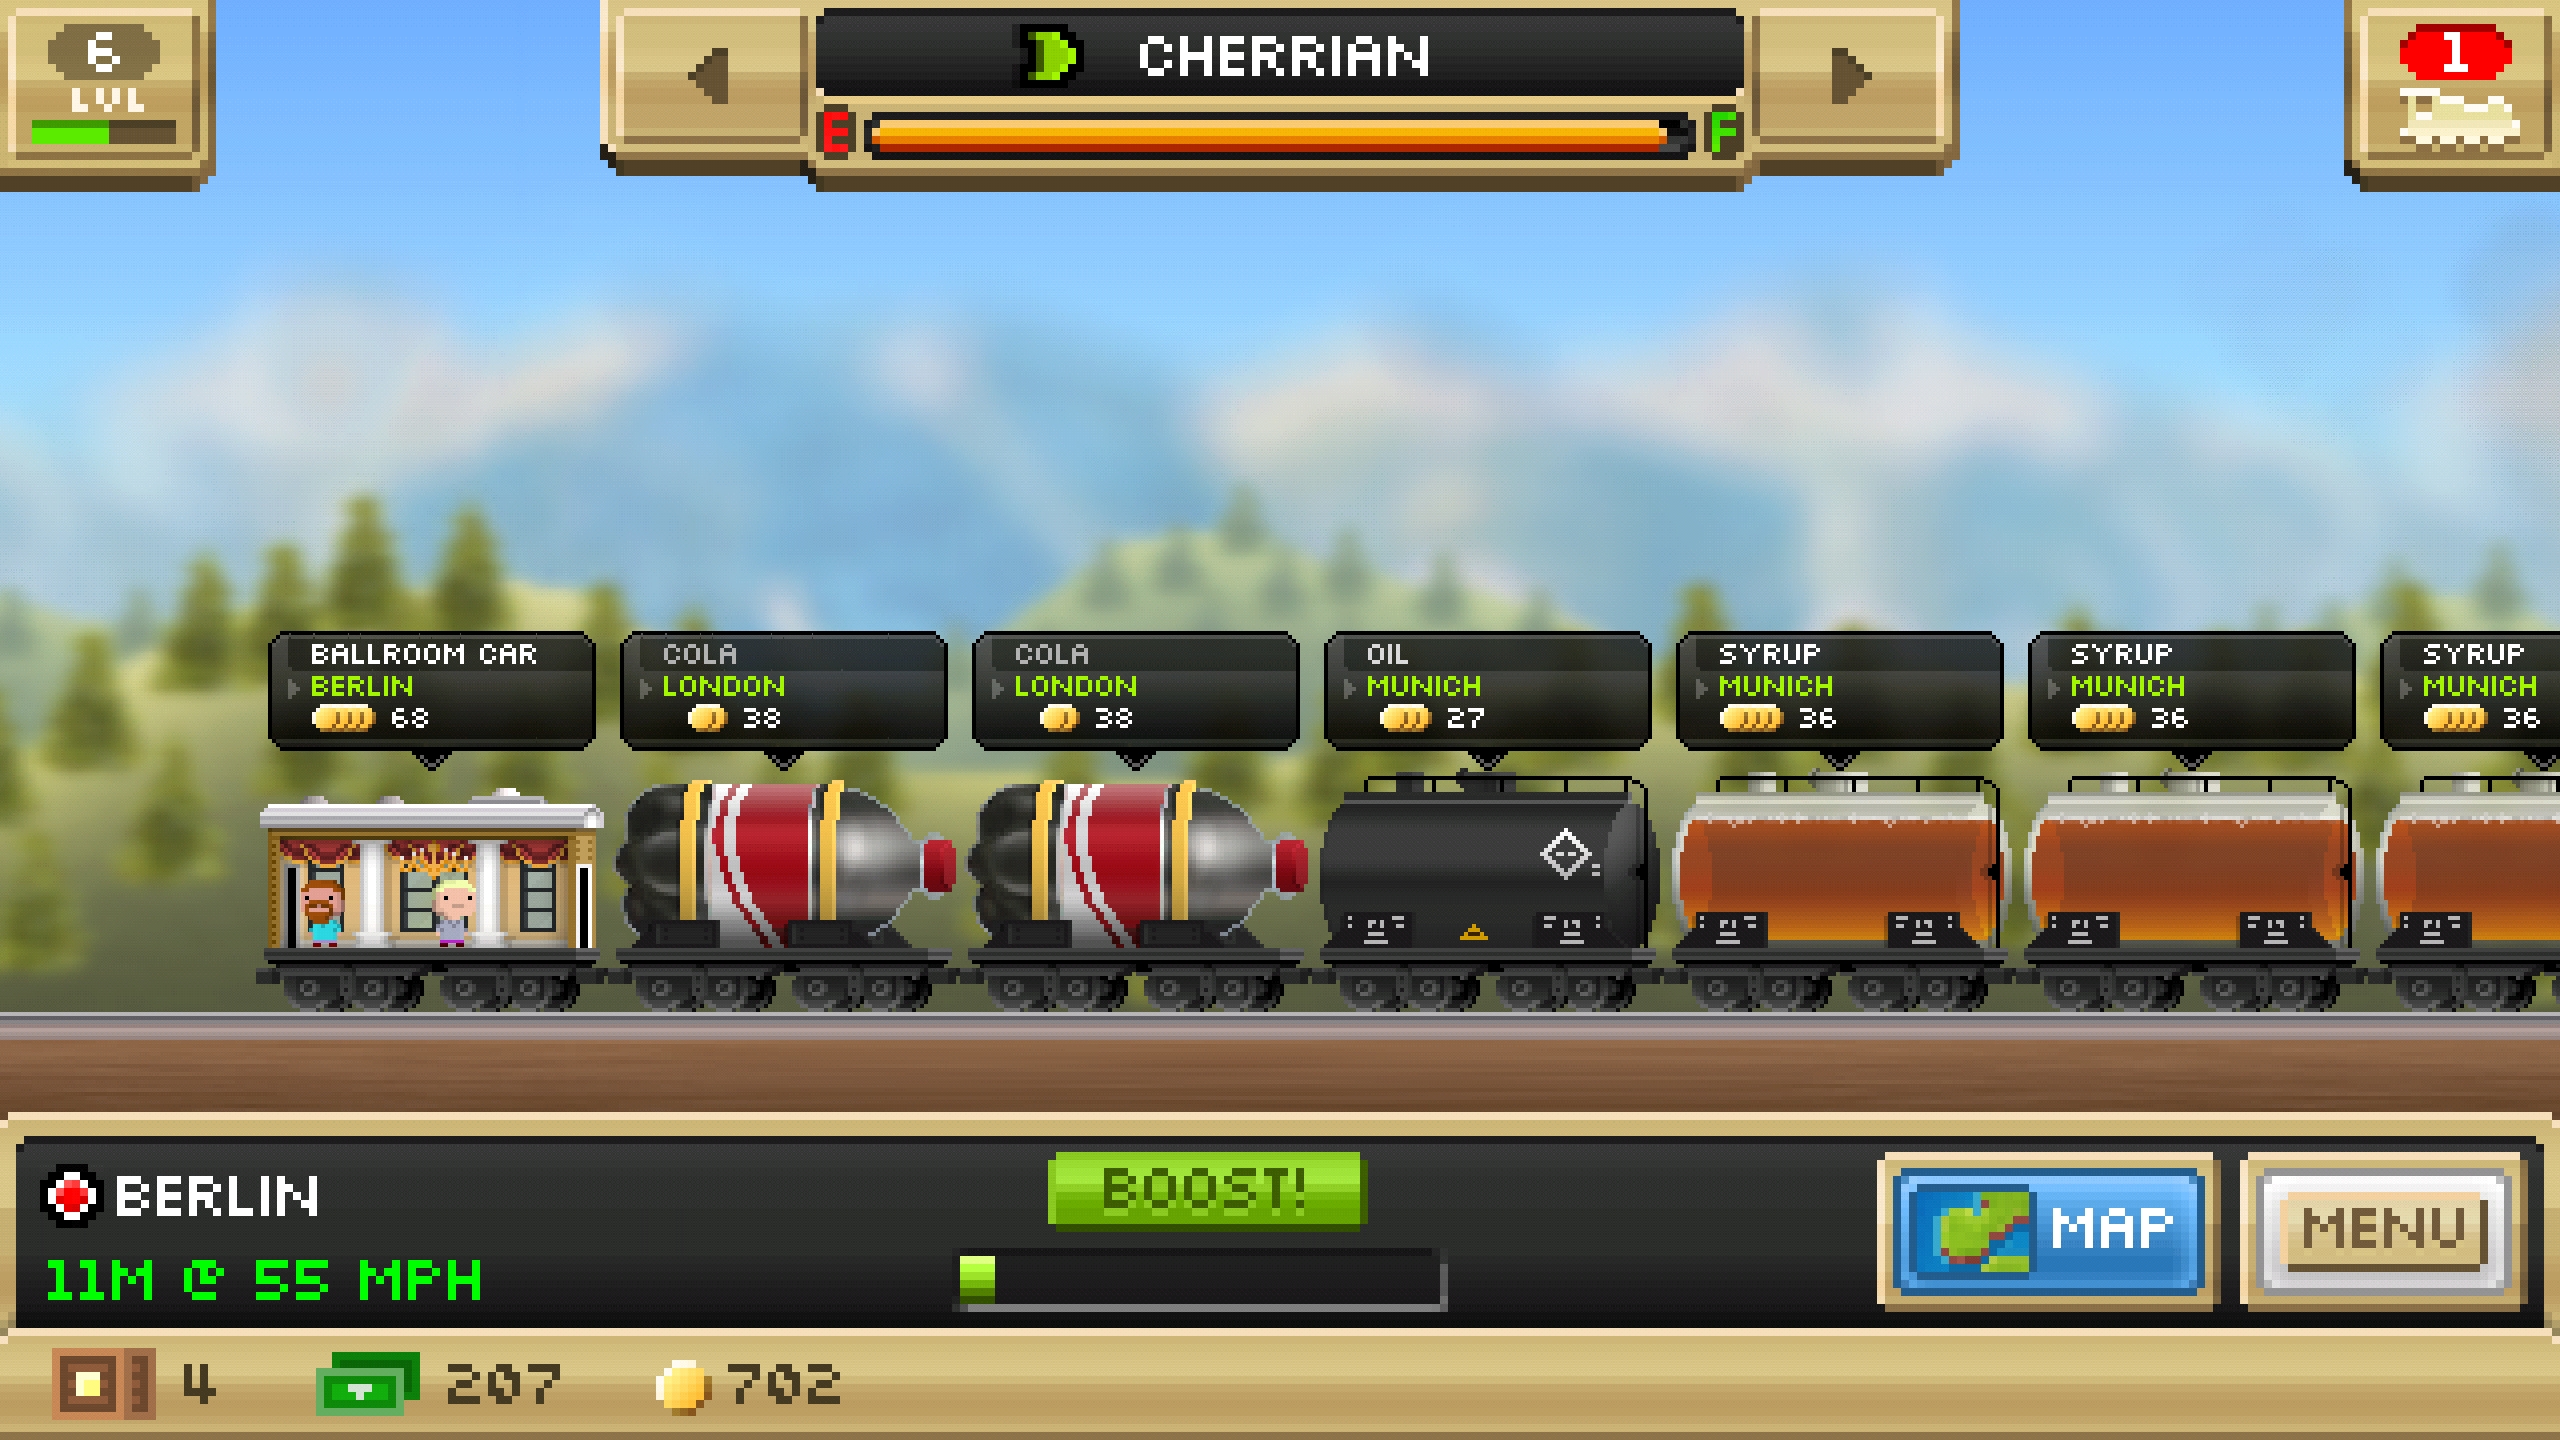 6
LVL
CHERRIAN
E F
1
BALLROOM CAR
BERLIN
68
COLA
LONDON
38
COLA
LONDON
38
OIL
MUNICH
27
SYRUP
MUNICH
36
SYRUP
MUNICH
36
SYRUP
MUNICH
36
BERLIN
11M @ 55 MPH
BOOST!
MAP
MENU
4
207
702